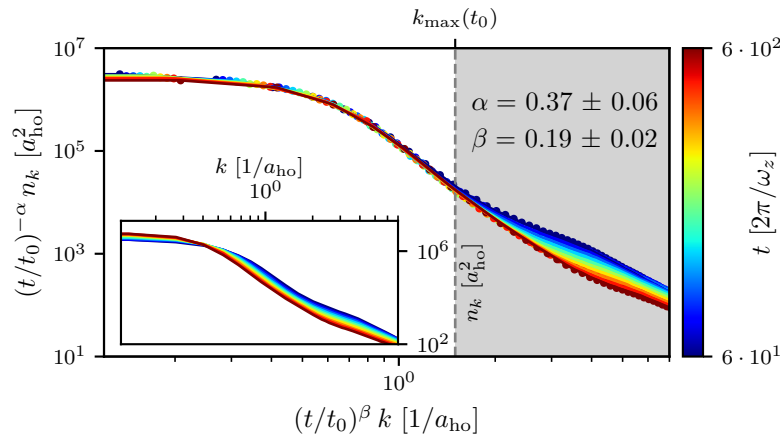 k_max(t_0)
10^7
10^5
10^3
10^1
(t/t_0)^{-α} n_k [a_ho^2]
α = 0.37 ± 0.06
β = 0.19 ± 0.02
k [1/a_ho]
10^0
10^6
10^2
n_k [a_ho^2]
10^0
(t/t_0)^β k [1/a_ho]
6 · 10^2
t [2π/ω_z]
6 · 10^1